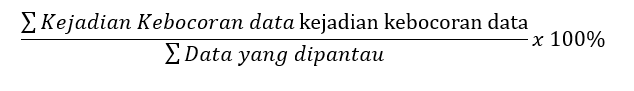 ∑ Kejadian Kebocoran data kejadian kebocoran data
∑ Data yang dipantau
x 100%